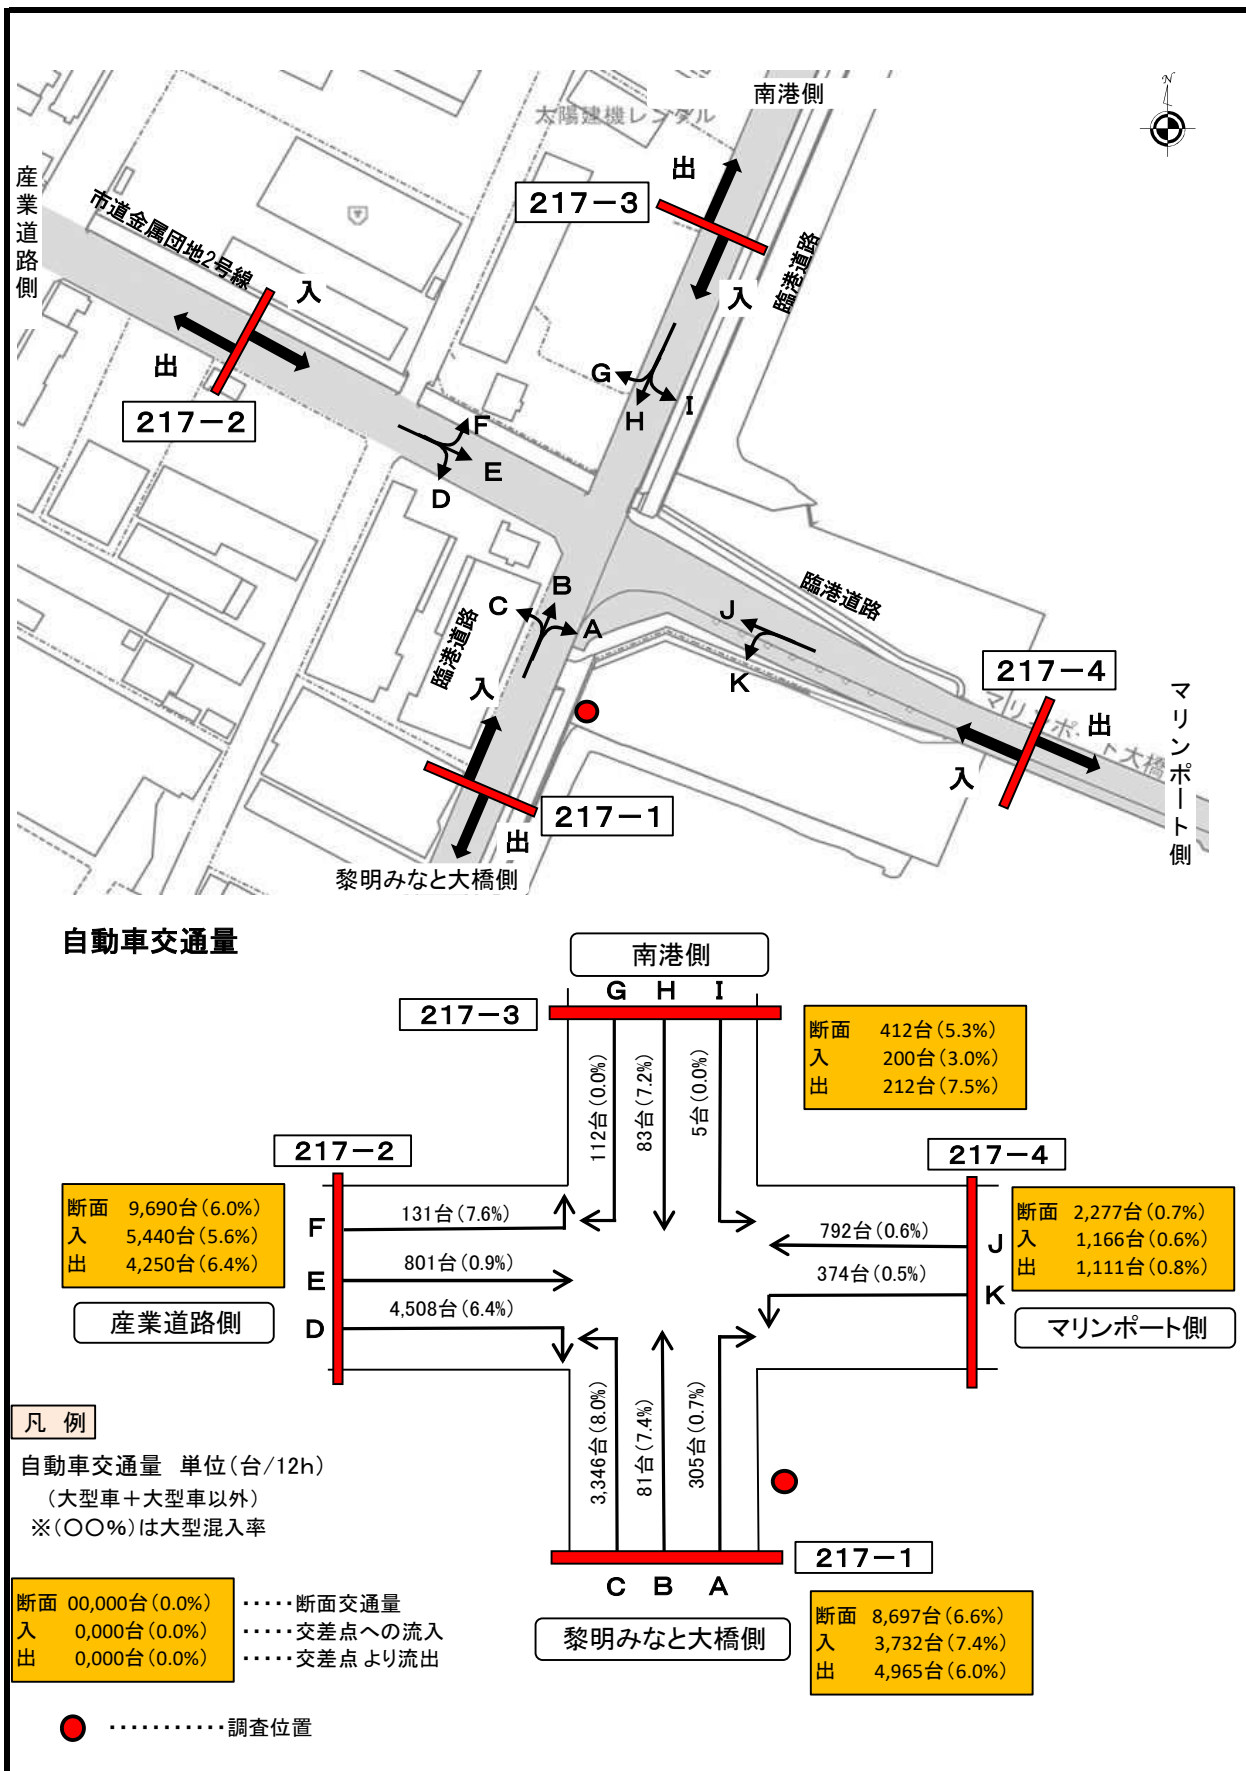 南港側
N
太陽建機レンタル
産業道路側
出
217－3
市道金属団地2号線
入
臨港道路
入
出
217－2
G
H
I
F
E
D
臨港道路
B
C
A
J
K
臨港道路
217－4
マリンポート側
入
出
マリンポート大橋
入
217－1
出
黎明みなと大橋側
自動車交通量
南港側
G H I
217－3
断面 412台(5.3%)
入 200台(3.0%)
出 212台(7.5%)
112台(0.0%)
83台(7.2%)
5台(0.0%)
217－2
217－4
断面 9,690台(6.0%)
入 5,440台(5.6%)
出 4,250台(6.4%)
F
131台(7.6%)
E
801台(0.9%)
D
4,508台(6.4%)
産業道路側
792台(0.6%)
J
374台(0.5%)
K
断面 2,277台(0.7%)
入 1,166台(0.6%)
出 1,111台(0.8%)
マリンポート側
3,346台(8.0%)
81台(7.4%)
305台(0.7%)
217－1
C B A
黎明みなと大橋側
断面 8,697台(6.6%)
入 3,732台(7.4%)
出 4,965台(6.0%)
凡 例
自動車交通量 単位(台/12h)
(大型車＋大型車以外)
※(〇〇%)は大型混入率
断面 00,000台(0.0%) ･････断面交通量
入 0,000台(0.0%) ･････交差点への流入
出 0,000台(0.0%) ･････交差点より流出
･･･････････調査位置